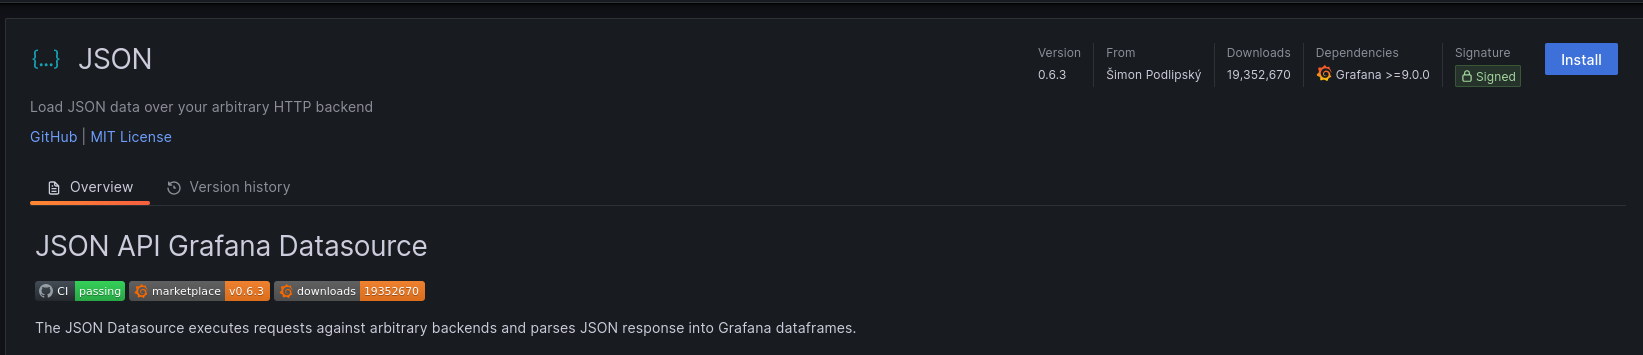 {...} JSON
Version From Downloads Dependencies Signature
0.6.3 Šimon Podlipský 19,352,670 Grafana >=9.0.0 Signed
Install
Load JSON data over your arbitrary HTTP backend
GitHub | MIT License
Overview Version history
JSON API Grafana Datasource
CI passing marketplace v0.6.3 downloads 19352670
The JSON Datasource executes requests against arbitrary backends and parses JSON response into Grafana dataframes.